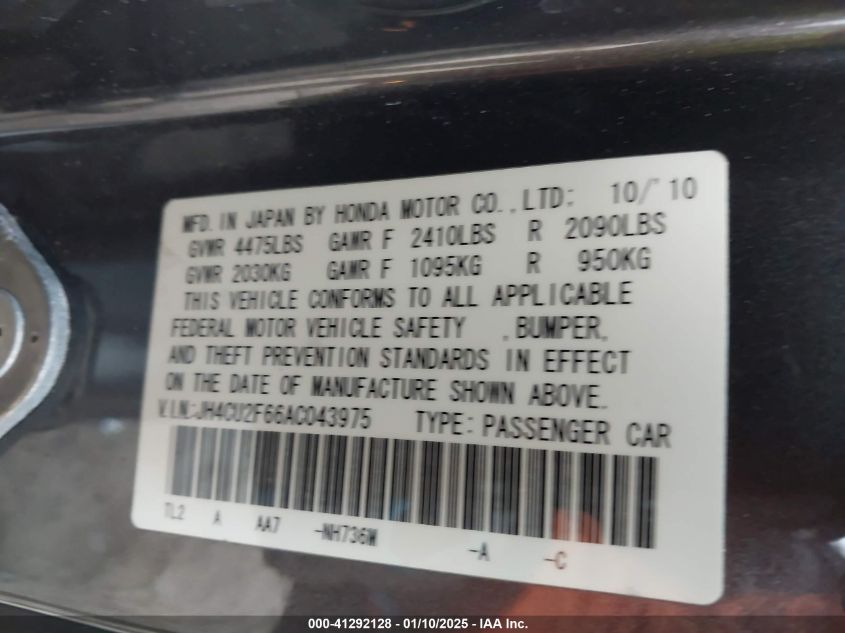 MFD. IN JAPAN BY HONDA MOTOR CO.,LTD: 10/'10
GVWR 4475LBS GAWR F 2410LBS R 2090LBS
GVWR 2030KG GAWR F 1095KG R 950KG
THIS VEHICLE CONFORMS TO ALL APPLICABLE
FEDERAL MOTOR VEHICLE SAFETY ,BUMPER,
AND THEFT PREVENTION STANDARDS IN EFFECT
ON THE DATE OF MANUFACTURE SHOWN ABOVE.
V.I.N:JH4CU2F66AC043975 TYPE:PASSENGER CAR
TL2 A AA7 -NH736M -A -C
000-41292128 - 01/10/2025 - IAA Inc.